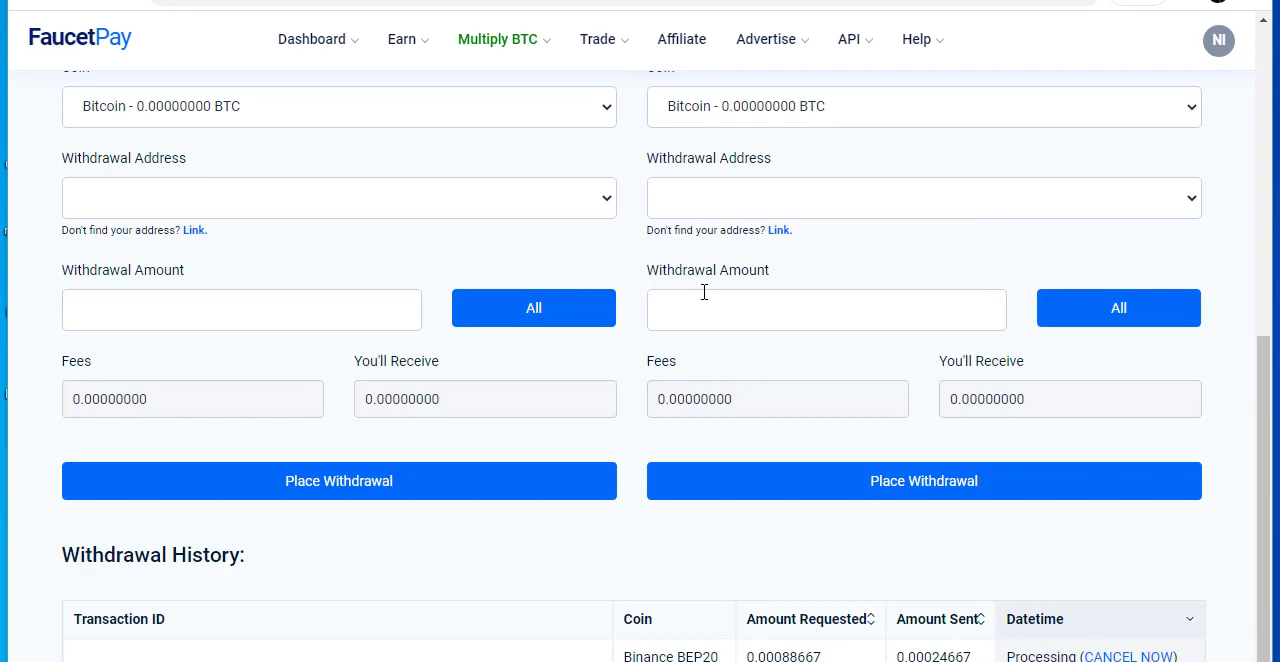 FaucetPay
Dashboard Earn Multiply BTC Trade Affiliate Advertise API Help NI
Coin Coin
Bitcoin - 0.00000000 BTC Bitcoin - 0.00000000 BTC
Withdrawal Address Withdrawal Address
Don't find your address? Link. Don't find your address? Link.
Withdrawal Amount Withdrawal Amount
All All
Fees You'll Receive Fees You'll Receive
0.00000000 0.00000000 0.00000000 0.00000000
Place Withdrawal Place Withdrawal
Withdrawal History:
Transaction ID Coin Amount Requested Amount Sent Datetime
Binance BEP20 0.00088667 0.00024667 Processing (CANCEL NOW)